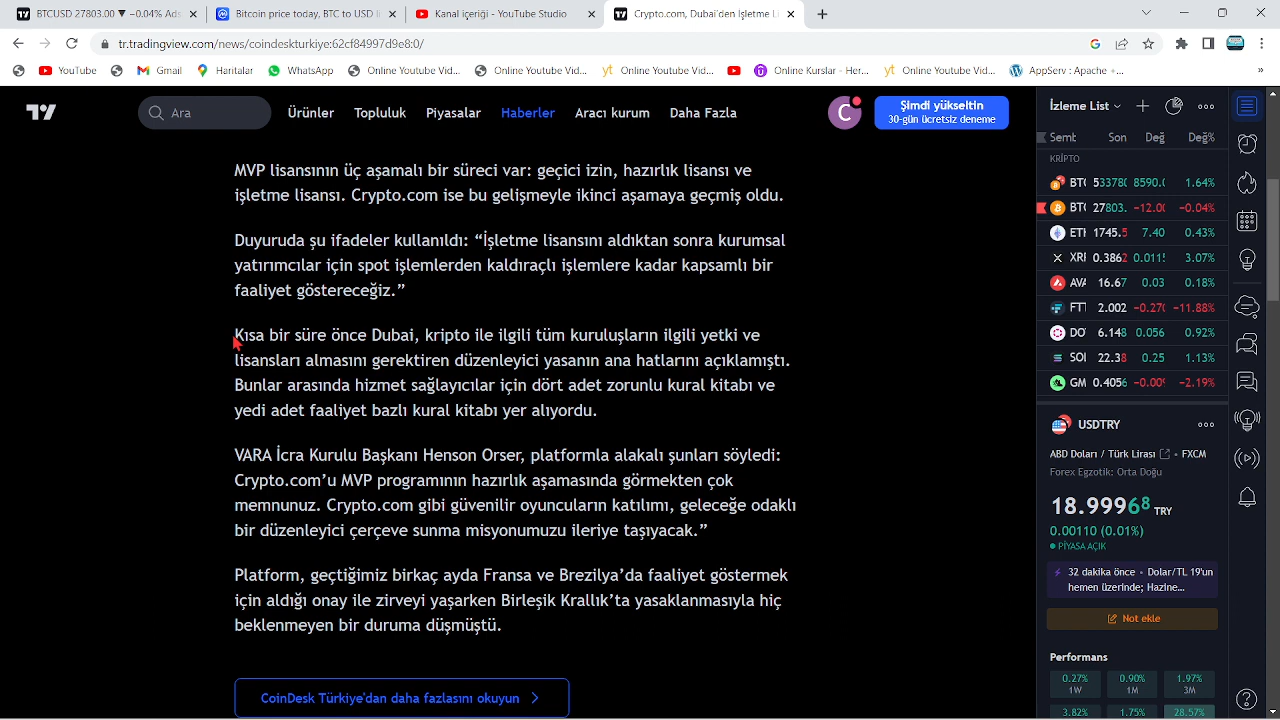 BTCUSD 27803.00 ▼ −0.04% Ads
Bitcoin price today, BTC to USD li
Kanal içeriği - YouTube Studio
Crypto.com, Dubai'den İşletme Li
tr.tradingview.com/news/coindeskturkiye:62cf84997d9c8:0/
YouTube
Gmail
Haritalar
WhatsApp
Online Youtube Vid...
Online Youtube Vid...
Online Youtube Vid...
Online Kurslar - Her...
Online Youtube Vid...
AppServ : Apache +...
»
Ara
Ürünler
Topluluk
Piyasalar
Haberler
Aracı kurum
Daha Fazla
C
Şimdi yükseltin
30-gün ücretsiz deneme
MVP lisansının üç aşamalı bir süreci var: geçici izin, hazırlık lisansı ve
işletme lisansı. Crypto.com ise bu gelişmeyle ikinci aşamaya geçmiş oldu.
Duyuruda şu ifadeler kullanıldı: “İşletme lisansını aldıktan sonra kurumsal
yatırımcılar için spot işlemlerden kaldıraçlı işlemlere kadar kapsamlı bir
faaliyet göstereceğiz.”
Kısa bir süre önce Dubai, kripto ile ilgili tüm kuruluşların ilgili yetki ve
lisansları almasını gerektiren düzenleyici yasanın ana hatlarını açıklamıştı.
Bunlar arasında hizmet sağlayıcılar için dört adet zorunlu kural kitabı ve
yedi adet faaliyet bazlı kural kitabı yer alıyordu.
VARA İcra Kurulu Başkanı Henson Orser, platformla alakalı şunları söyledi:
Crypto.com’u MVP programının hazırlık aşamasında görmekten çok
memnunuz. Crypto.com gibi güvenilir oyuncuların katılımı, geleceğe odaklı
bir düzenleyici çerçeve sunma misyonumuzu ileriye taşıyacak.”
Platform, geçtiğimiz birkaç ayda Fransa ve Brezilya’da faaliyet göstermek
için aldığı onay ile zirveyi yaşarken Birleşik Krallık’ta yasaklanmasıyla hiç
beklenmeyen bir duruma düşmüştü.
CoinDesk Türkiye'dan daha fazlasını okuyun
İzleme List
Semb Son Değ Değ%
KRİPTO
BTC 533780 8590.0 1.64%
BTC 27803. −12.00 −0.04%
ETH 1745.5 7.40 0.43%
XRI 0.3862 0.0115 3.07%
AVA 16.67 0.03 0.18%
FTT 2.002 −0.270 −11.88%
DO 6.148 0.056 0.92%
SOL 22.38 0.25 1.13%
GM 0.4056 −0.009 −2.19%
USDTRY
ABD Doları / Türk Lirası • FXCM
Forex Egzotik: Orta Doğu
18.99968 TRY
0.00110 (0.01%)
PİYASA AÇIK
32 dakika önce • Dolar/TL 19'un
hemen üzerinde; Hazine...
Not ekle
Performans
0.27% 0.90% 1.97%
1W 1M 3M
3.82% 1.75% 28.57%